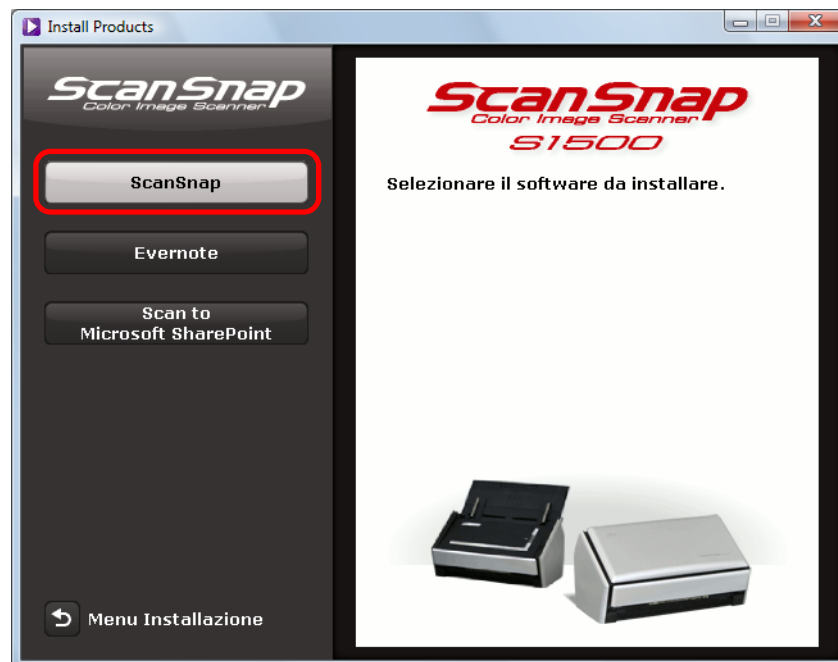 Install Products
ScanSnap
Color Image Scanner
ScanSnap
Evernote
Scan to
Microsoft SharePoint
Menu Installazione
ScanSnap
Color Image Scanner
S1500
Selezionare il software da installare.